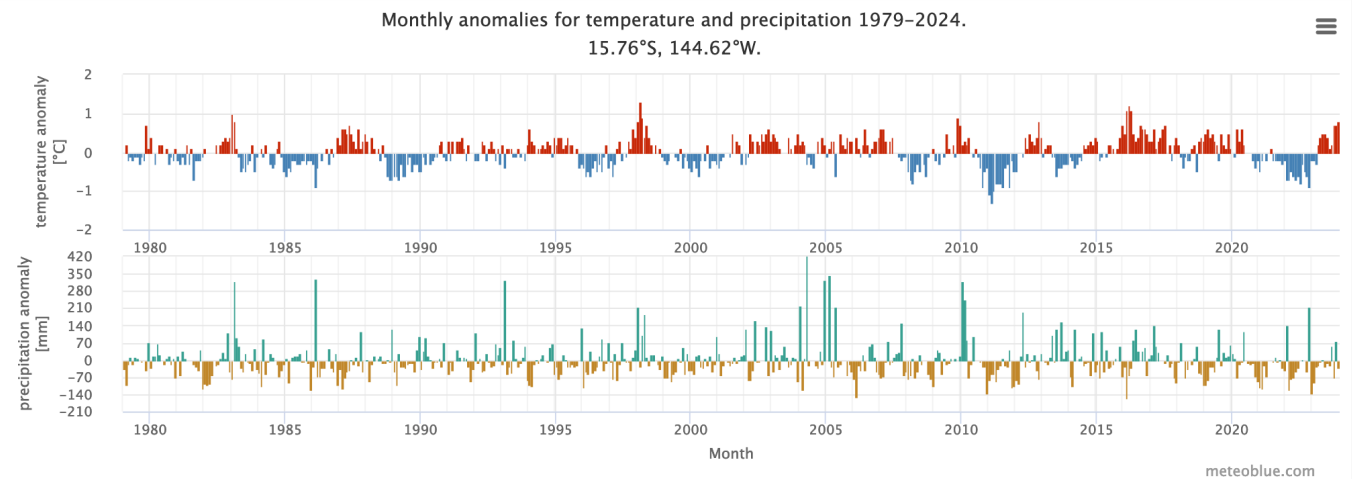 Monthly anomalies for temperature and precipitation 1979-2024.
15.76°S, 144.62°W.
temperature anomaly
[°C]
2
1
0
-1
-2
1980 1985 1990 1995 2000 2005 2010 2015 2020
precipitation anomaly
[mm]
420
350
280
210
140
70
0
-70
-140
-210
1980 1985 1990 1995 2000 2005 2010 2015 2020
Month
meteoblue.com